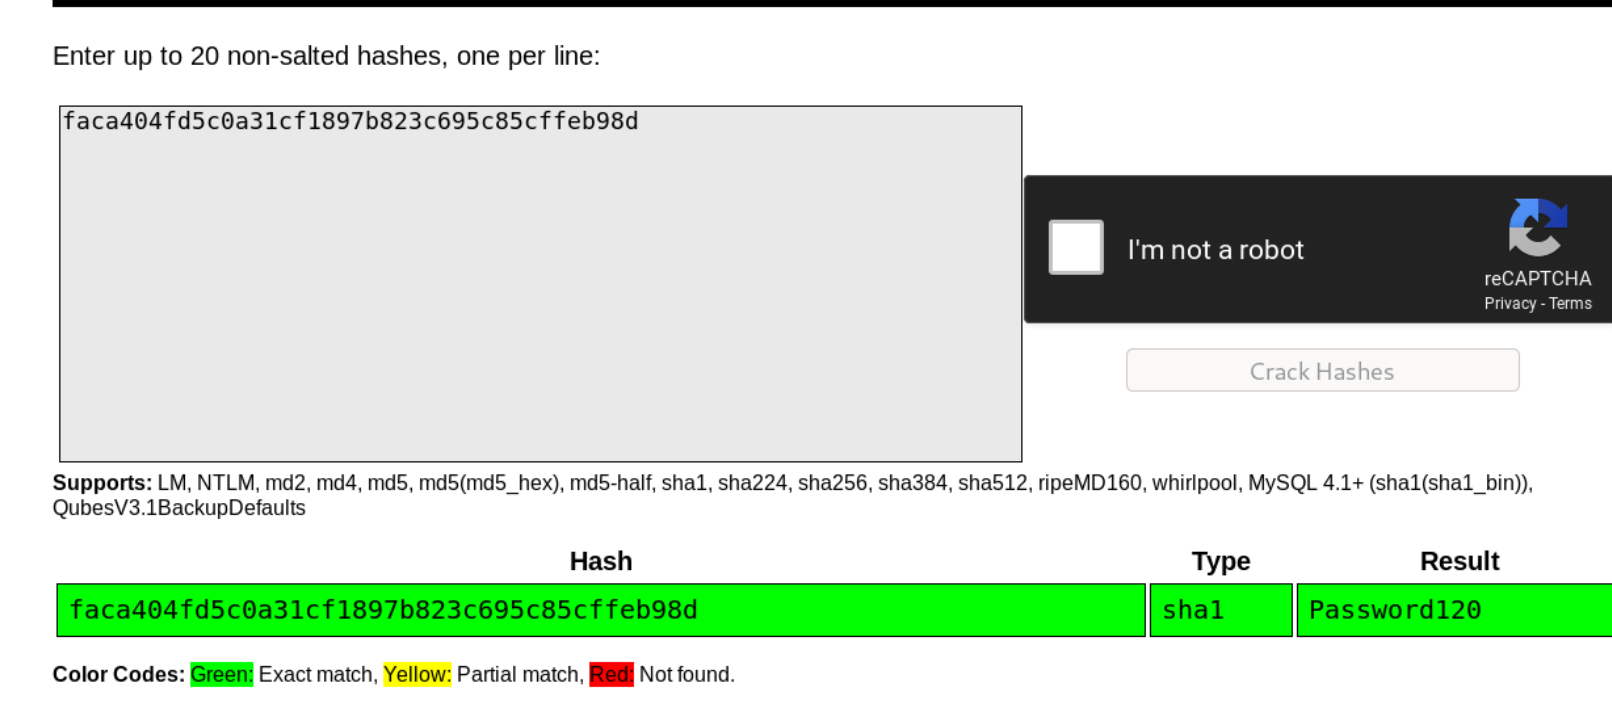 Enter up to 20 non-salted hashes, one per line:
faca404fd5c0a31cf1897b823c695c85cffeb98d
I'm not a robot
reCAPTCHA
Privacy - Terms
Crack Hashes
Supports: LM, NTLM, md2, md4, md5, md5(md5_hex), md5-half, sha1, sha224, sha256, sha384, sha512, ripeMD160, whirlpool, MySQL 4.1+ (sha1(sha1_bin)),
QubesV3.1BackupDefaults
Hash Type Result
faca404fd5c0a31cf1897b823c695c85cffeb98d sha1 Password120
Color Codes: Green: Exact match, Yellow: Partial match, Red: Not found.